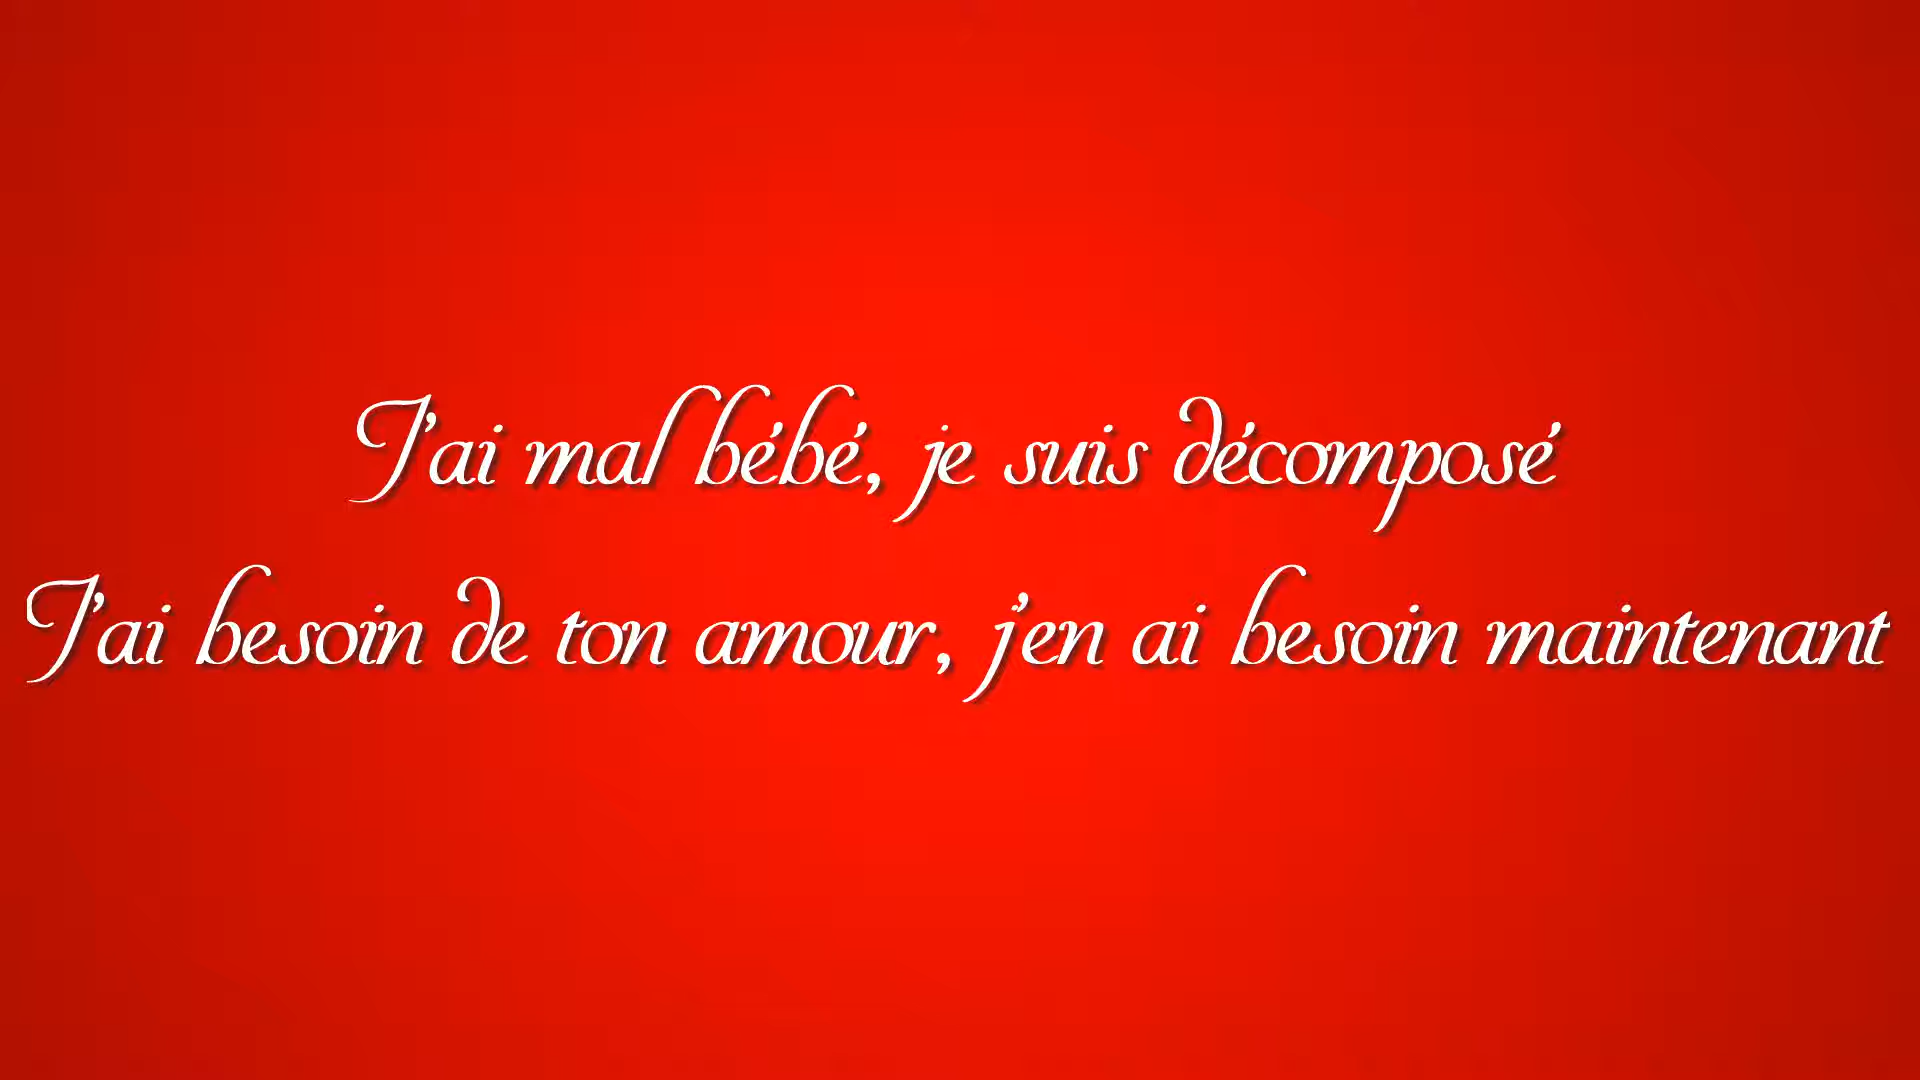 J'ai mal bébé, je suis décomposé
J'ai besoin de ton amour, j'en ai besoin maintenant